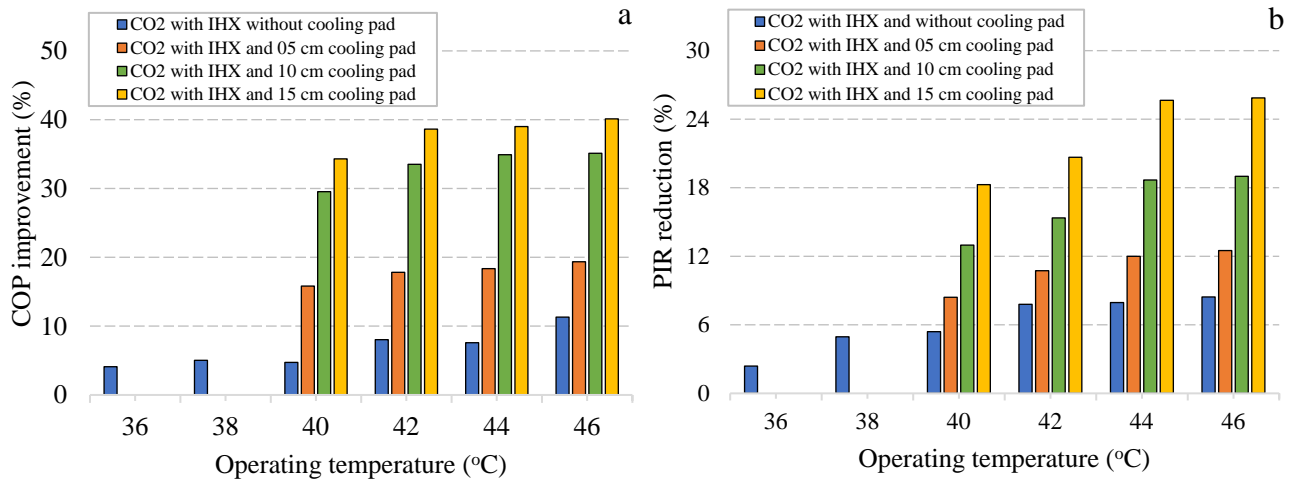 a
CO2 with IHX without cooling pad
CO2 with IHX and 05 cm cooling pad
CO2 with IHX and 10 cm cooling pad
CO2 with IHX and 15 cm cooling pad
50
40
30
20
10
0
COP improvement (%)
36 38 40 42 44 46
Operating temperature (°C)
b
CO2 with IHX and without cooling pad
CO2 with IHX and 05 cm cooling pad
CO2 with IHX and 10 cm cooling pad
CO2 with IHX and 15 cm cooling pad
30
24
18
12
6
0
PIR reduction (%)
36 38 40 42 44 46
Operating temperature (°C)